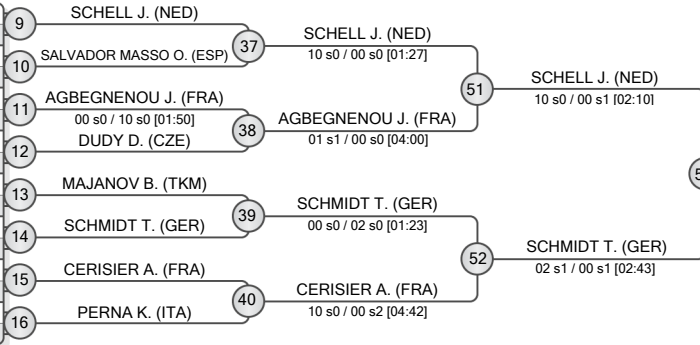 9
SCHELL J. (NED)
10
SALVADOR MASSO O. (ESP)
11
AGBEGNENOU J. (FRA)
00 s0 / 10 s0 [01:50]
12
DUDY D. (CZE)
13
MAJANOV B. (TKM)
14
SCHMIDT T. (GER)
15
CERISIER A. (FRA)
16
PERNA K. (ITA)
37
SCHELL J. (NED)
10 s0 / 00 s0 [01:27]
38
AGBEGNENOU J. (FRA)
01 s1 / 00 s0 [04:00]
39
SCHMIDT T. (GER)
00 s0 / 02 s0 [01:23]
40
CERISIER A. (FRA)
10 s0 / 00 s2 [04:42]
51
SCHELL J. (NED)
10 s0 / 00 s1 [02:10]
52
SCHMIDT T. (GER)
02 s1 / 00 s1 [02:43]